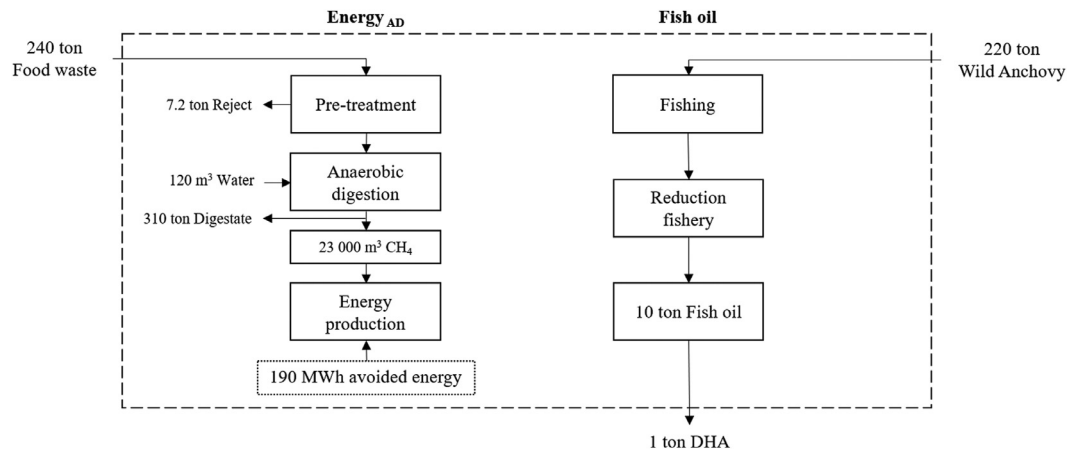 Energy AD
Fish oil
240 ton
Food waste
220 ton
Wild Anchovy
7.2 ton Reject
Pre-treatment
Fishing
120 m³ Water
Anaerobic
digestion
Reduction
fishery
310 ton Digestate
23 000 m³ CH₄
Energy
production
10 ton Fish oil
190 MWh avoided energy
1 ton DHA